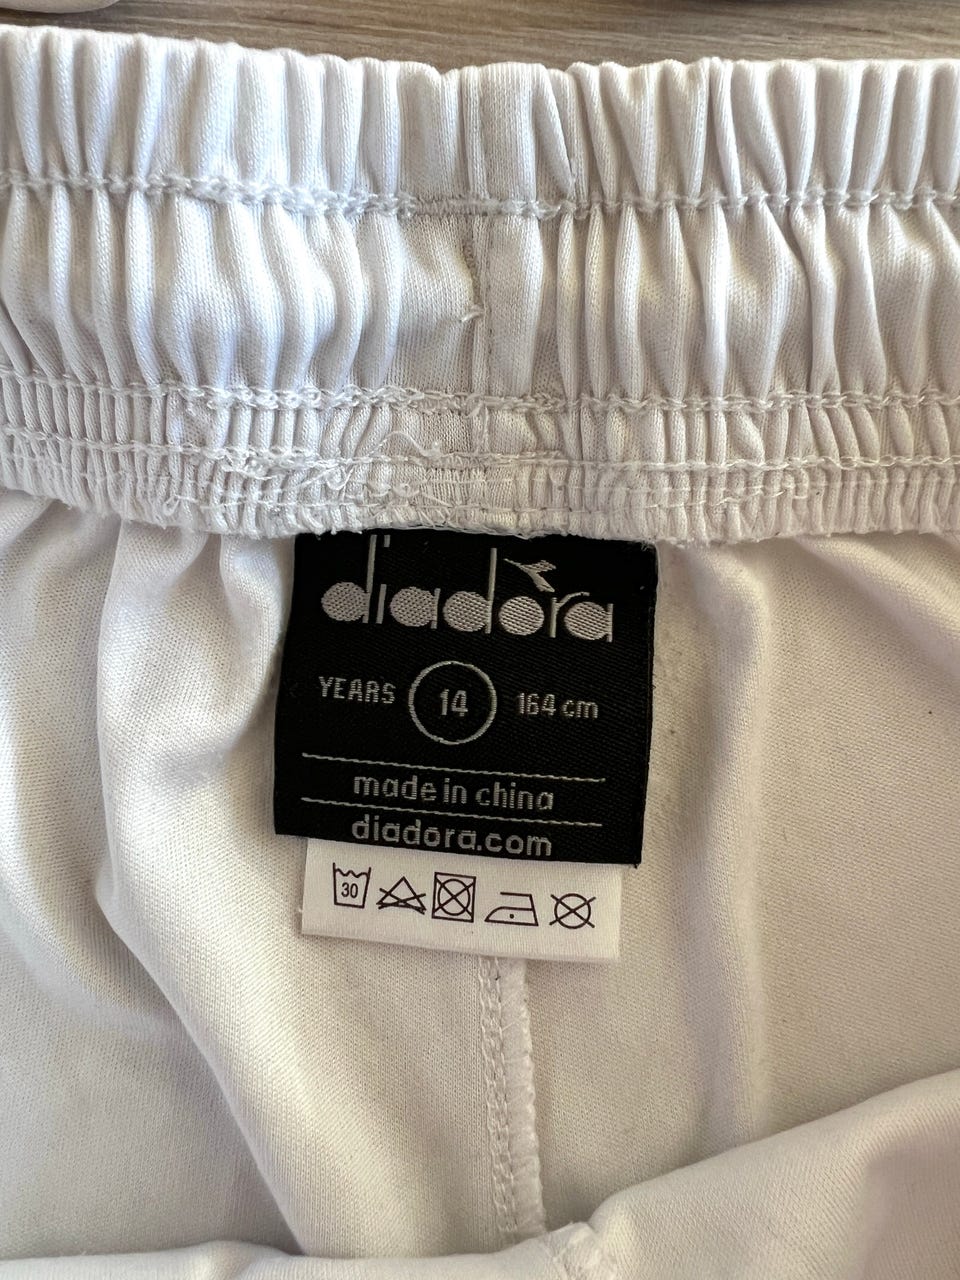 diadora
YEARS 14 164 cm
made in china
diadora.com
30